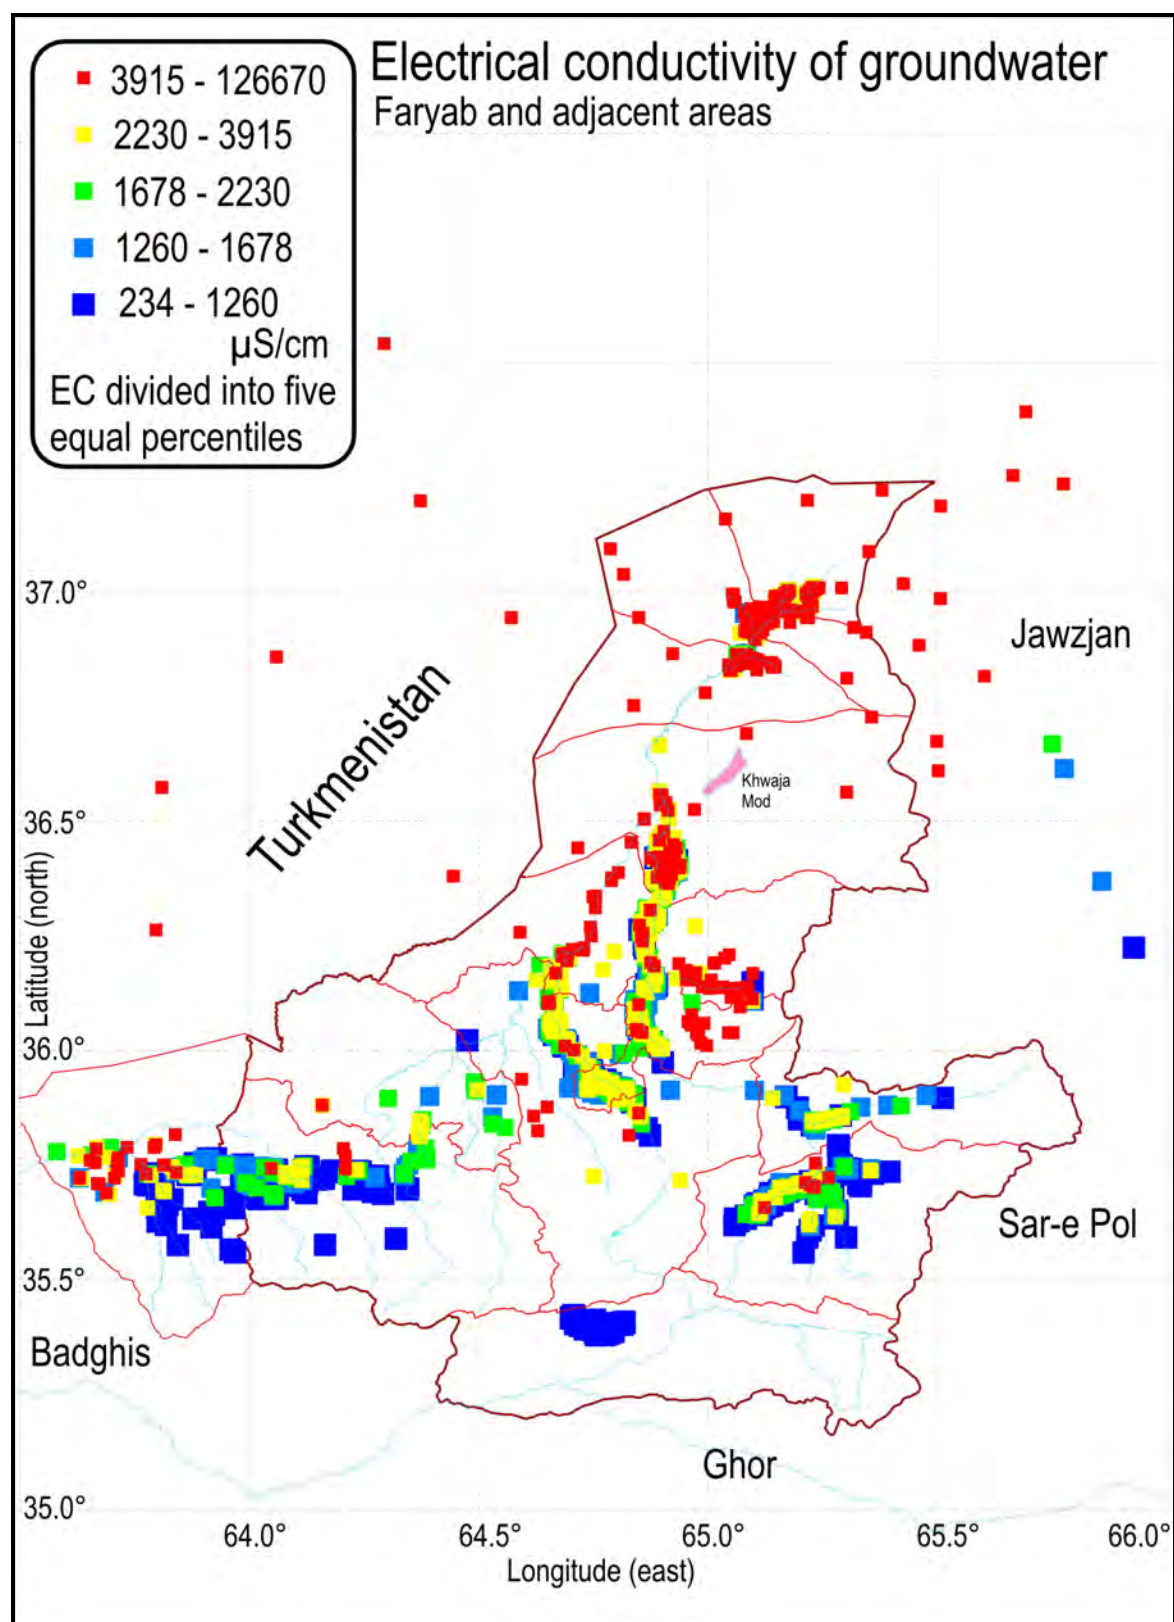 Electrical conductivity of groundwater
Faryab and adjacent areas
3915 - 126670
2230 - 3915
1678 - 2230
1260 - 1678
234 - 1260
µS/cm
EC divided into five
equal percentiles
37.0°
36.5°
36.0°
35.5°
35.0°
Latitude (north)
Turkmenistan
Jawzjan
Khwaja
Mod
Sar-e Pol
Badghis
Ghor
64.0°
64.5°
65.0°
65.5°
66.0°
Longitude (east)